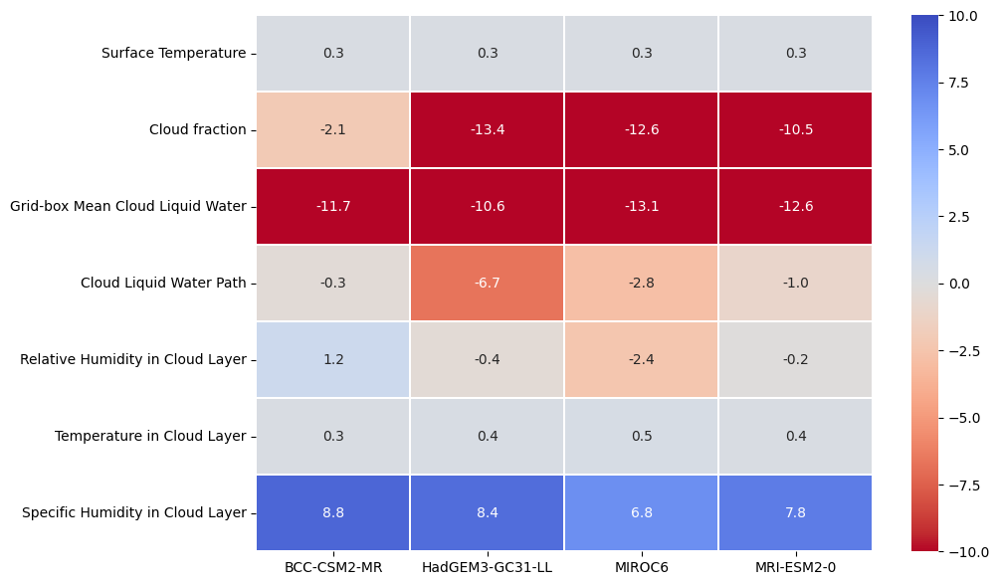 Surface Temperature 0.3 0.3 0.3 0.3
Cloud fraction -2.1 -13.4 -12.6 -10.5
Grid-box Mean Cloud Liquid Water -11.7 -10.6 -13.1 -12.6
Cloud Liquid Water Path -0.3 -6.7 -2.8 -1.0
Relative Humidity in Cloud Layer 1.2 -0.4 -2.4 -0.2
Temperature in Cloud Layer 0.3 0.4 0.5 0.4
Specific Humidity in Cloud Layer 8.8 8.4 6.8 7.8
BCC-CSM2-MR HadGEM3-GC31-LL MIROC6 MRI-ESM2-0
10.0
7.5
5.0
2.5
0.0
−2.5
−5.0
−7.5
−10.0